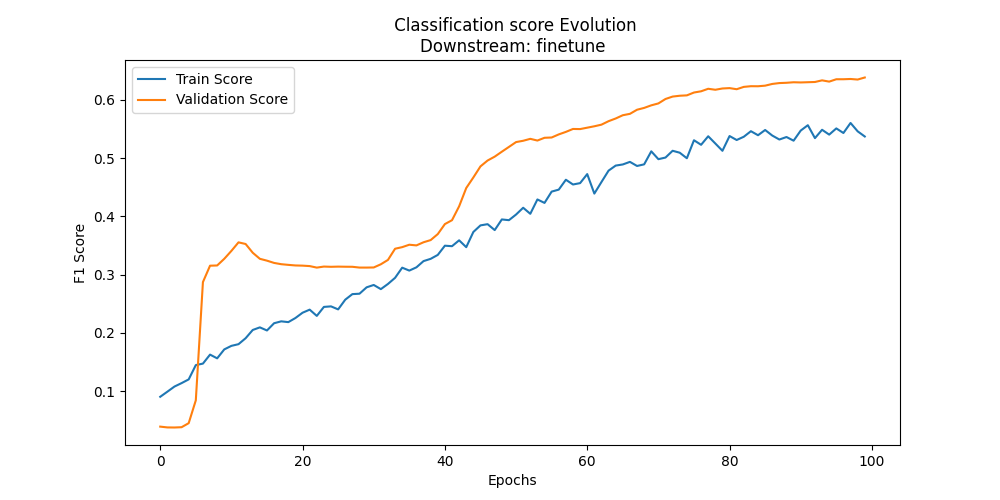 Classification score Evolution
Downstream: finetune
Train Score
Validation Score
F1 Score
0.6
0.5
0.4
0.3
0.2
0.1
0 20 40 60 80 100
Epochs